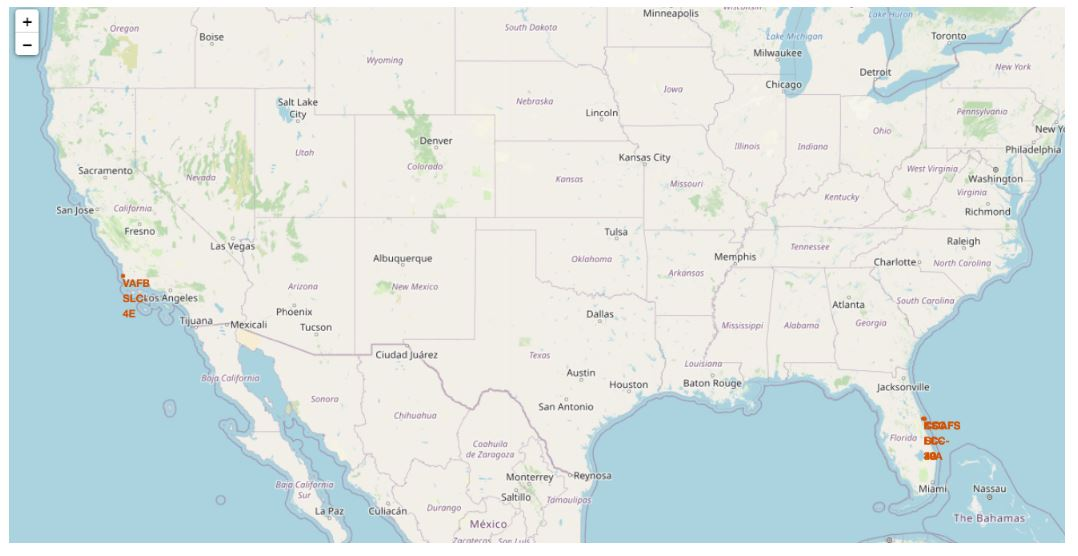 +
−
Minneapolis
Oregon
Boise
South Dakota
Lake Huron
Toronto
Lake Michigan
Milwaukee
Wyoming
New York
Detroit
Chicago
Iowa
Nebraska
Salt Lake
City
Lincoln
Pennsylvania
New Yo
Ohio
Denver
Utah
Illinois
Indiana
Philadelphia
Kansas City
Colorado
Sacramento
Nevada
Kansas
Missouri
West Virginia
Washington
Virginia
Kentucky
San Jose
California
Richmond
Fresno
Tulsa
Las Vegas
Raleigh
Tennessee
Albuquerque
Oklahoma
Memphis
Charlotte
North Carolina
Arkansas
VAFB
SLC-
4E
Los Angeles
Arizona
New Mexico
South Carolina
Atlanta
Phoenix
Dallas
Tijuana
Mexicali
Tucson
Mississippi
Alabama
Georgia
Ciudad Juárez
Texas
Louisiana
Baja California
Austin
Houston
Baton Rouge
Jacksonville
Sonora
San Antonio
Chihuahua
Florida
Coahuila
de Zaragoza
Monterrey
Reynosa
Baja California
Sur
Saltillo
Tamaulipas
Miami
Nassau
La Paz
Culiacán
Durango
México
The Bahamas
Zacatecas
San Luis